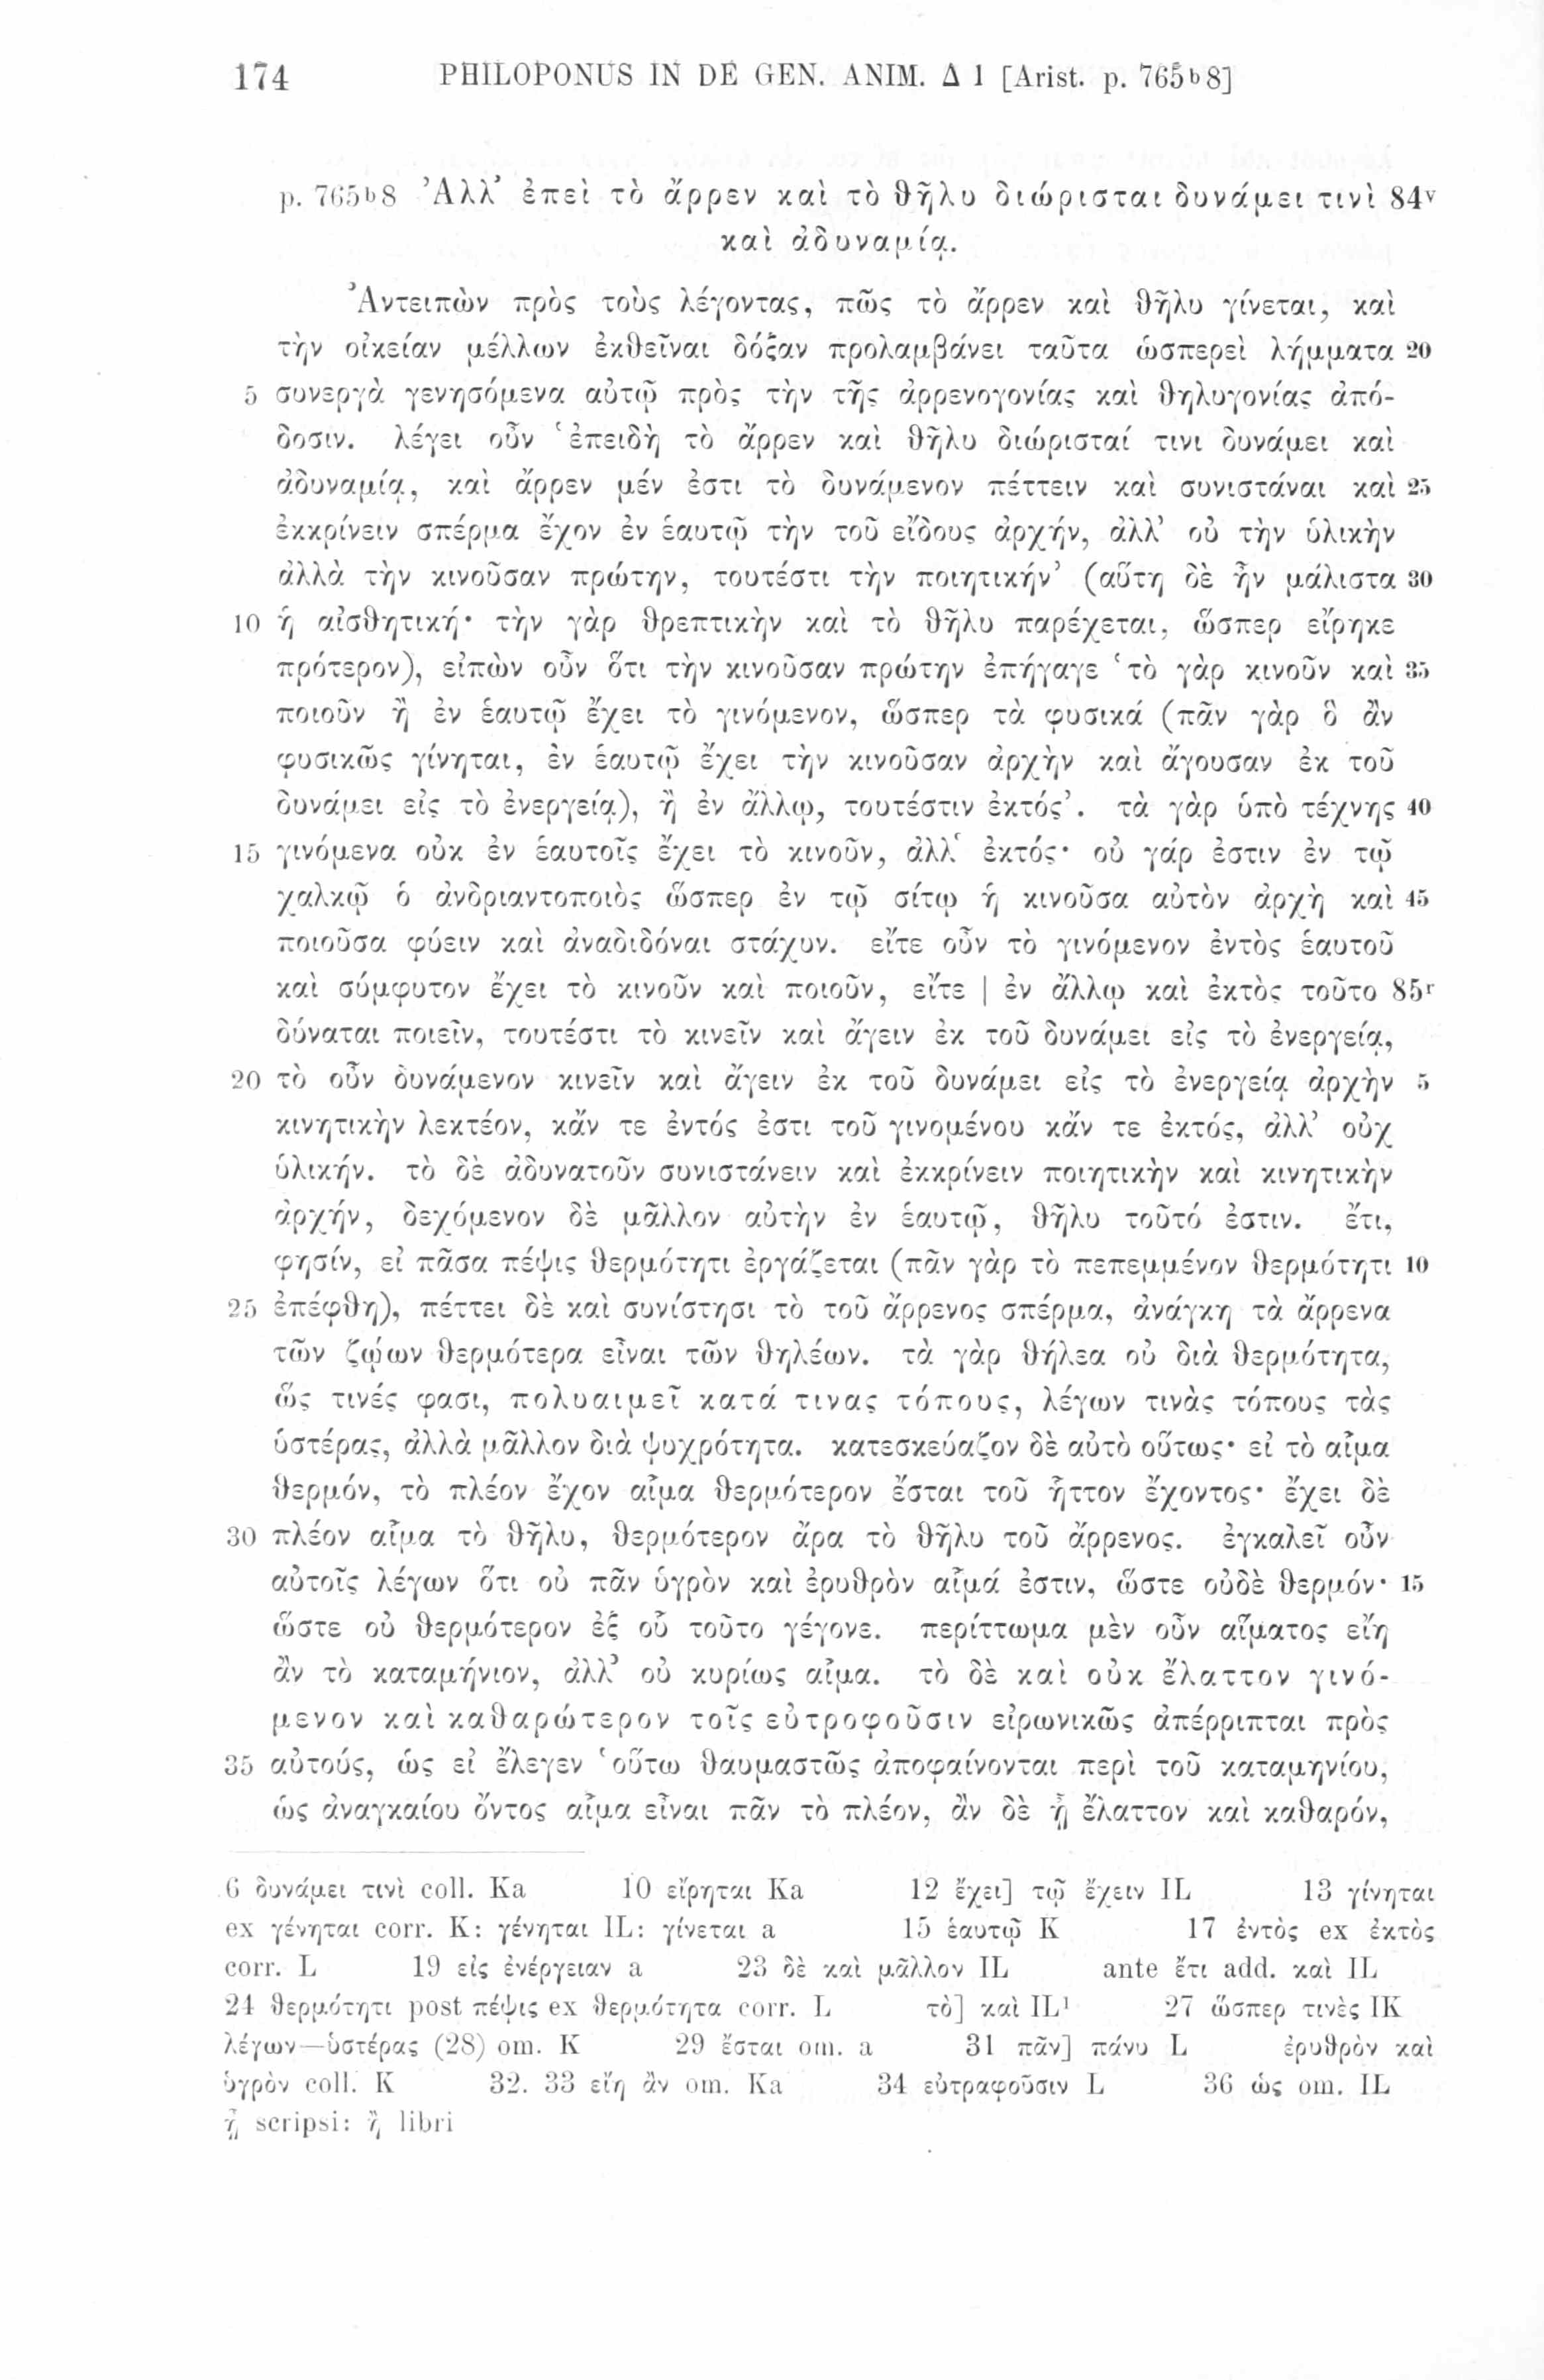 174 PHILOPONUS IN DE GEN. ANIM. Δ 1 [Arist. p. 765b8]
p. 765b8 Ἀλλ’ ἐπεὶ τὸ ἄρρεν καὶ τὸ θῆλυ διώρισται δυνάμει τινὶ 84v
καὶ ἀδυναμίᾳ.
Ἀντειπὼν πρὸς τοὺς λέγοντας, πῶς τὸ ἄρρεν καὶ θῆλυ γίνεται, καὶ
τὴν οἰκείαν μέλλων ἐκθεῖναι δόξαν προλαμβάνει ταῦτα ὡσπερεὶ λήμματα 20
5 συνεργὰ γενησόμενα αὐτῷ πρὸς τὴν τῆς ἀρρενογονίας καὶ θηλυγονίας ἀπό-
δοσιν. λέγει οὖν ‘ἐπειδὴ τὸ ἄρρεν καὶ θῆλυ διώρισταί τινι δυνάμει καὶ
ἀδυναμίᾳ, καὶ ἄρρεν μέν ἐστι τὸ δυνάμενον πέττειν καὶ συνιστάναι καὶ 25
ἐκκρίνειν σπέρμα ἔχον ἐν ἑαυτῷ τὴν τοῦ εἴδους ἀρχήν, ἀλλ’ οὐ τὴν ὑλικὴν
ἀλλὰ τὴν κινοῦσαν πρώτην, τουτέστι τὴν ποιητικήν’ (αὕτη δὲ ἦν μάλιστα 30
10 ἡ αἰσθητική· τὴν γὰρ θρεπτικὴν καὶ τὸ θῆλυ παρέχεται, ὥσπερ εἴρηκε
πρότερον), εἰπὼν οὖν ὅτι τὴν κινοῦσαν πρώτην ἐπήγαγε ‘τὸ γὰρ κινοῦν καὶ 35
ποιοῦν ἢ ἐν ἑαυτῷ ἔχει τὸ γινόμενον, ὥσπερ τὰ φυσικά (πᾶν γὰρ ὃ ἂν
φυσικῶς γίνηται, ἐν ἑαυτῷ ἔχει τὴν κινοῦσαν ἀρχὴν καὶ ἄγουσαν ἐκ τοῦ
δυνάμει εἰς τὸ ἐνεργείᾳ), ἢ ἐν ἄλλῳ, τουτέστιν ἐκτός’. τὰ γὰρ ὑπὸ τέχνης 40
15 γινόμενα οὐκ ἐν ἑαυτοῖς ἔχει τὸ κινοῦν, ἀλλ‘ ἐκτός· οὐ γάρ ἐστιν ἐν τῷ
χαλκῷ ὁ ἀνδριαντοποιὸς ὥσπερ ἐν τῷ σίτῳ ἡ κινοῦσα αὐτὸν ἀρχὴ καὶ 45
ποιοῦσα φύειν καὶ ἀναδιδόναι στάχυν. εἴτε οὖν τὸ γινόμενον ἐντὸς ἑαυτοῦ
καὶ σύμφυτον ἔχει τὸ κινοῦν καὶ ποιοῦν, εἴτε | ἐν ἄλλῳ καὶ ἐκτὸς τοῦτο 85r
δύναται ποιεῖν, τουτέστι τὸ κινεῖν καὶ ἄγειν ἐκ τοῦ δυνάμει εἰς τὸ ἐνεργείᾳ,
20 τὸ οὖν δυνάμενον κινεῖν καὶ ἄγειν ἐκ τοῦ δυνάμει εἰς τὸ ἐνεργείᾳ ἀρχὴν 5
κινητικὴν λεκτέον, κἄν τε ἐντός ἐστι τοῦ γινομένου κἄν τε ἐκτός, ἀλλ’ οὐχ
ὑλικήν. τὸ δὲ ἀδυνατοῦν συνιστάνειν καὶ ἐκκρίνειν ποιητικὴν καὶ κινητικὴν
ἀρχήν, δεχόμενον δὲ μᾶλλον αὐτὴν ἐν ἑαυτῷ, θῆλυ τοῦτό ἐστιν. ἔτι,
φησίν, εἰ πᾶσα πέψις θερμότητι ἐργάζεται (πᾶν γὰρ τὸ πεπεμμένον θερμότητι 10
25 ἐπέφθη), πέττει δὲ καὶ συνίστησι τὸ τοῦ ἄρρενος σπέρμα, ἀνάγκη τὰ ἄρρενα
τῶν ζῴων θερμότερα εἶναι τῶν θηλέων. τὰ γὰρ θήλεα οὐ διὰ θερμότητα,
ὥς τινές φασι, πολυαιμεῖ κατά τινας τόπους, λέγων τινὰς τόπους τὰς
ὑστέρας, ἀλλὰ μᾶλλον διὰ ψυχρότητα. κατεσκεύαζον δὲ αὐτὸ οὕτως· εἰ τὸ αἷμα
θερμόν, τὸ πλέον ἔχον αἷμα θερμότερον ἔσται τοῦ ἧττον ἔχοντος· ἔχει δὲ
30 πλέον αἷμα τὸ θῆλυ, θερμότερον ἄρα τὸ θῆλυ τοῦ ἄρρενος. ἐγκαλεῖ οὖν
αὐτοῖς λέγων ὅτι οὐ πᾶν ὑγρὸν καὶ ἐρυθρὸν αἷμά ἐστιν, ὥστε οὐδὲ θερμόν· 15
ὥστε οὐ θερμότερον ἐξ οὗ τοῦτο γέγονε. περίττωμα μὲν οὖν αἵματος εἴη
ἂν τὸ καταμήνιον, ἀλλ’ οὐ κυρίως αἷμα. τὸ δὲ καὶ οὐκ ἔλαττον γινό-
μενον καὶ καθαρώτερον τοῖς εὐτροφοῦσιν εἰρωνικῶς ἀπέρριπται πρὸς
35 αὐτούς, ὡς εἰ ἔλεγεν ‘οὕτω θαυμαστῶς ἀποφαίνονται περὶ τοῦ καταμηνίου,
ὡς ἀναγκαίου ὄντος αἷμα εἶναι πᾶν τὸ πλέον, ἂν δὲ ᾖ ἔλαττον καὶ καθαρόν,
6 δυνάμει τινὶ coll. Ka 10 εἴρηται Ka 12 ἔχει] τῷ ἔχειν IL 13 γίνηται
ex γένηται corr. K: γένηται IL: γίνεται a 15 ἑαυτῷ K 17 ἐντὸς ex ἐκτὸς
corr. L 19 εἰς ἐνέργειαν a 23 δὲ καὶ μᾶλλον IL ante ἔτι add. καὶ IL
24 θερμότητι post πέψις ex θερμότητα corr. L τὸ] καὶ IL¹ 27 ὥσπερ τινὲς IK
λέγων—ὑστέρας (28) om. K 29 ἔσται om. a 31 πᾶν] πάνυ L ἐρυθρὸν καὶ
ὑγρὸν coll. K 32. 33 εἴη ἂν om. Ka 34 εὐτραφοῦσιν L 36 ὡς om. IL
ᾖ scripsi: ἢ libri